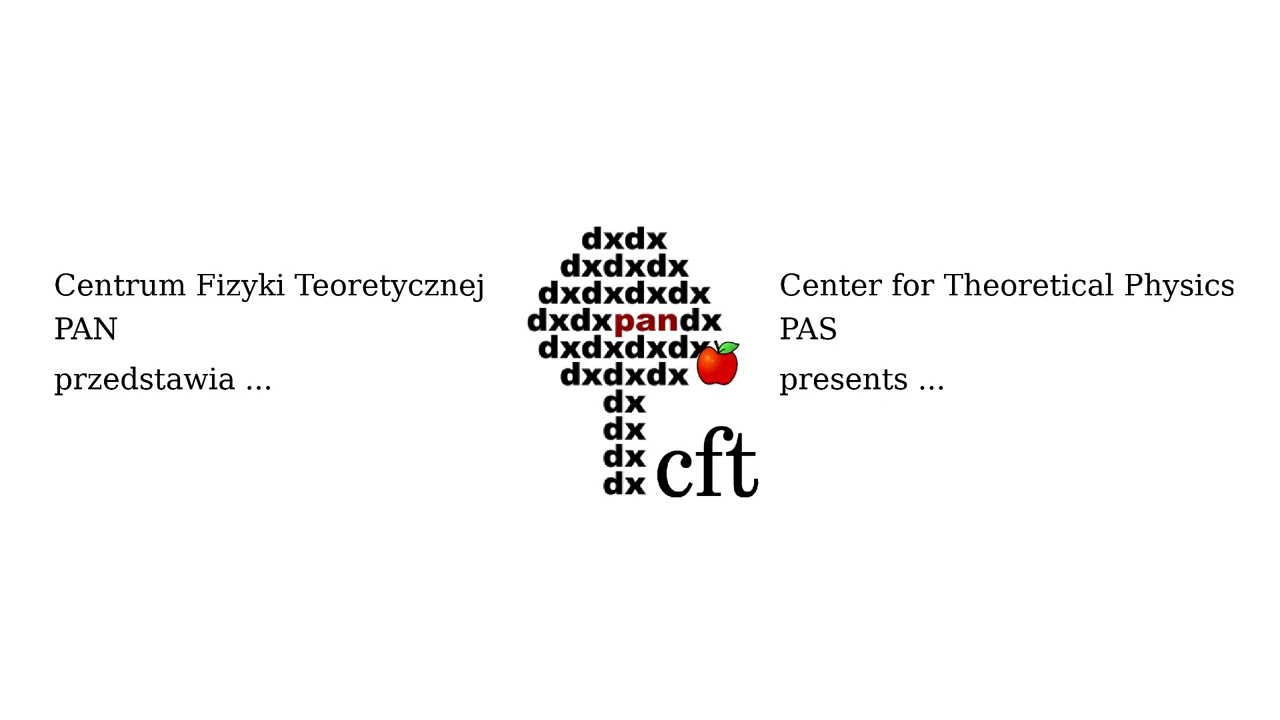 Centrum Fizyki Teoretycznej
PAN
przedstawia ...
dxdx
dxdxdx
dxdxdxdx
dxdxpandx
dxdxdxdx
dxdxdx
dx
dx
dx
dx
cft
Center for Theoretical Physics
PAS
presents ...